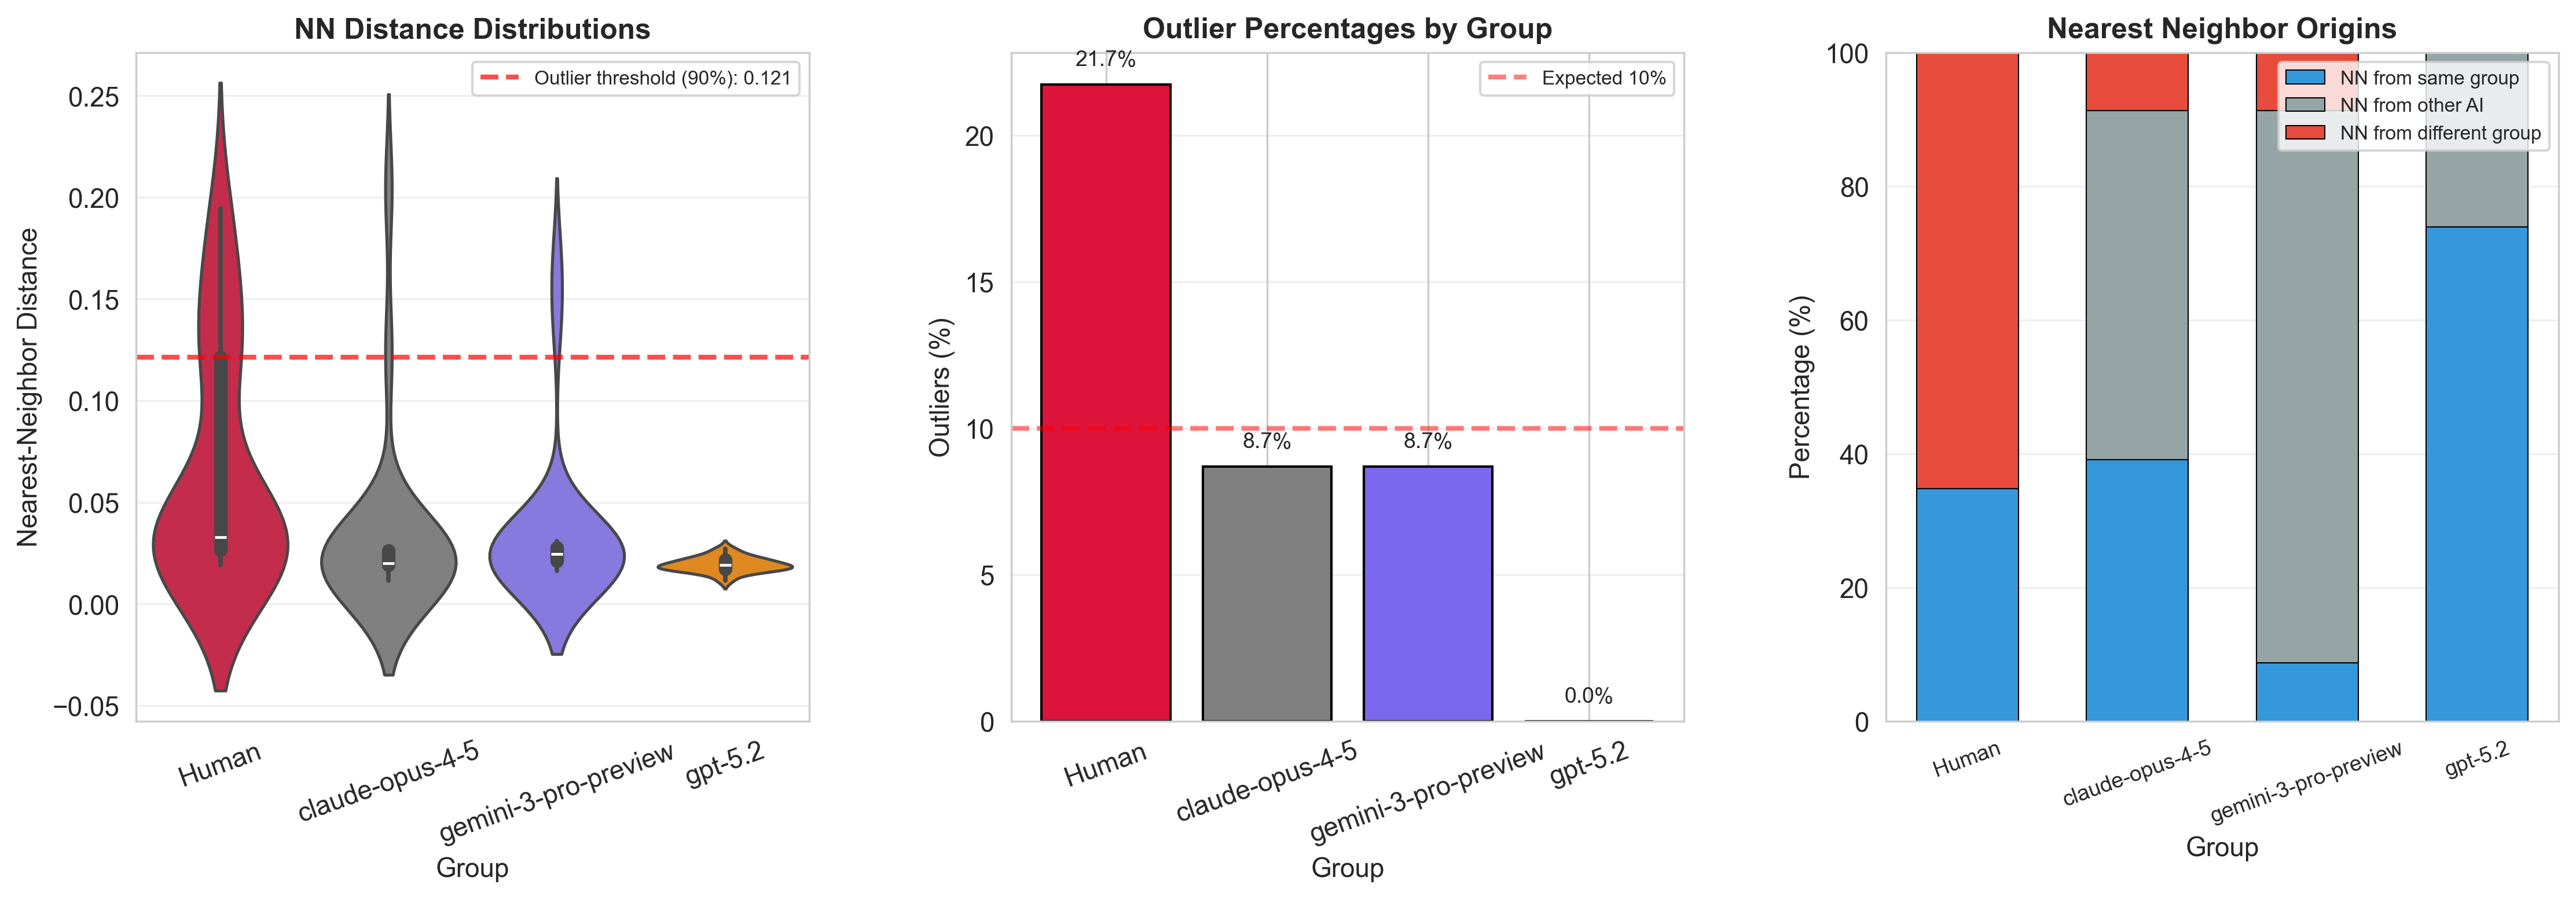 NN Distance Distributions
Outlier threshold (90%): 0.121
Nearest-Neighbor Distance
0.25
0.20
0.15
0.10
0.05
0.00
−0.05
Human
claude-opus-4-5
gemini-3-pro-preview
gpt-5.2
Group
Outlier Percentages by Group
Expected 10%
Outliers (%)
20
15
10
5
0
21.7%
8.7%
8.7%
0.0%
Human
claude-opus-4-5
gemini-3-pro-preview
gpt-5.2
Group
Nearest Neighbor Origins
NN from same group
NN from other AI
NN from different group
Percentage (%)
100
80
60
40
20
0
Human
claude-opus-4-5
gemini-3-pro-preview
gpt-5.2
Group